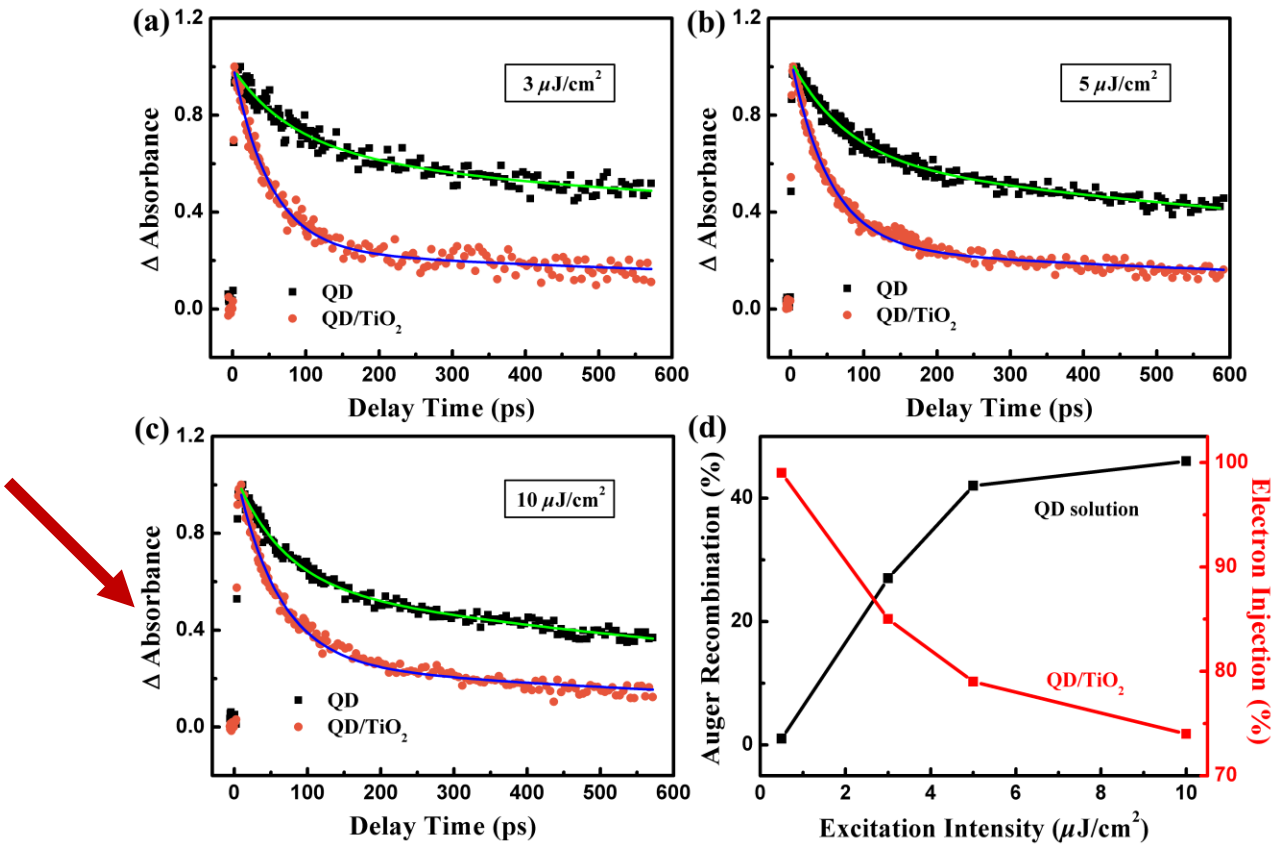 (a)
1.2
0.8
0.4
0.0
Δ Absorbance
3 µJ/cm²
QD
QD/TiO₂
0 100 200 300 400 500 600
Delay Time (ps)
(b)
1.2
0.8
0.4
0.0
Δ Absorbance
5 µJ/cm²
QD
QD/TiO₂
0 100 200 300 400 500 600
Delay Time (ps)
(c)
1.2
0.8
0.4
0.0
Δ Absorbance
10 µJ/cm²
QD
QD/TiO₂
0 100 200 300 400 500 600
Delay Time (ps)
(d)
40
20
0
Auger Recombination (%)
QD solution
QD/TiO₂
100
90
80
70
Electron Injection (%)
0 2 4 6 8 10
Excitation Intensity (µJ/cm²)